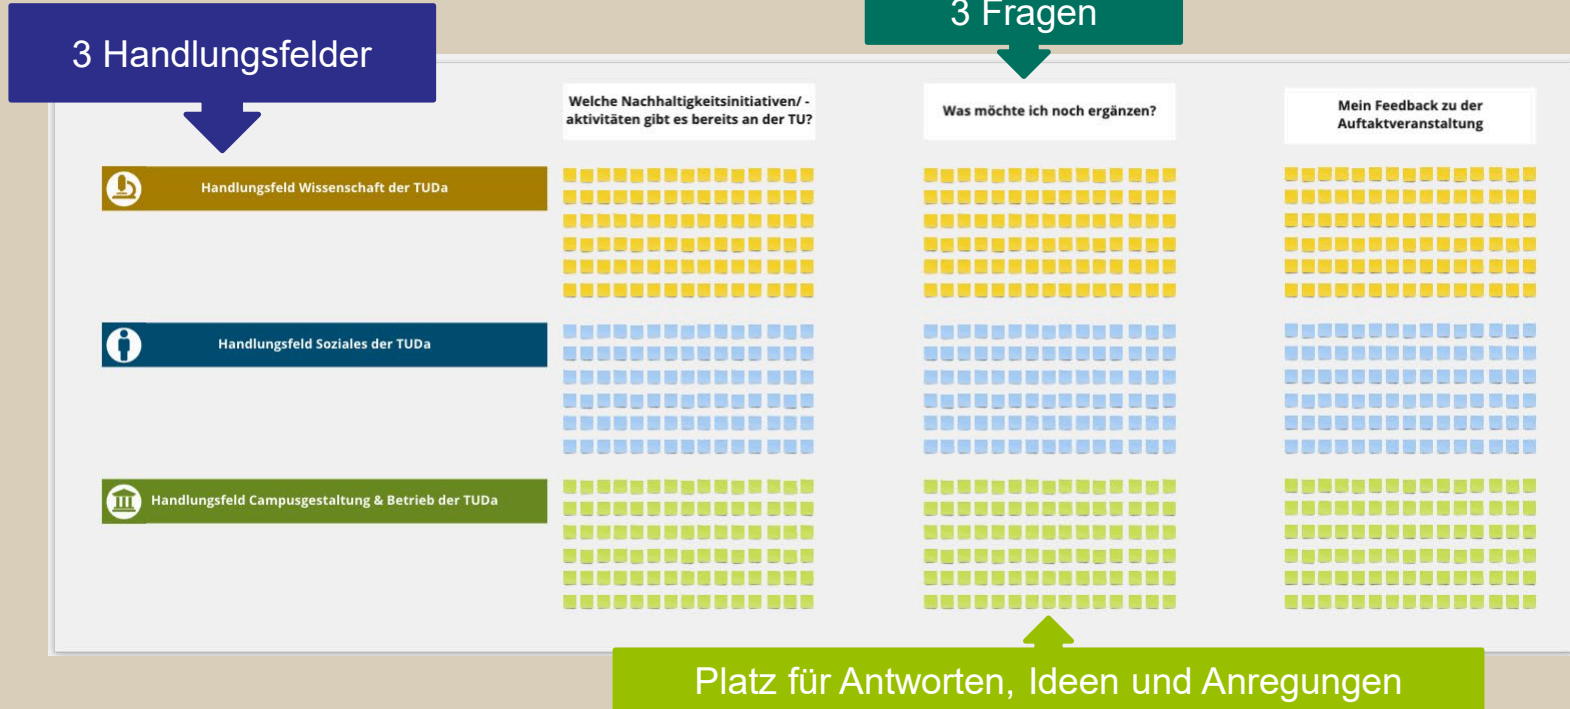 3 Fragen
3 Handlungsfelder
Welche Nachhaltigkeitsinitiativen/ -
aktivitäten gibt es bereits an der TU?
Was möchte ich noch ergänzen?
Mein Feedback zu der
Auftaktveranstaltung
Handlungsfeld Wissenschaft der TUDa
Handlungsfeld Soziales der TUDa
Handlungsfeld Campusgestaltung & Betrieb der TUDa
Platz für Antworten, Ideen und Anregungen